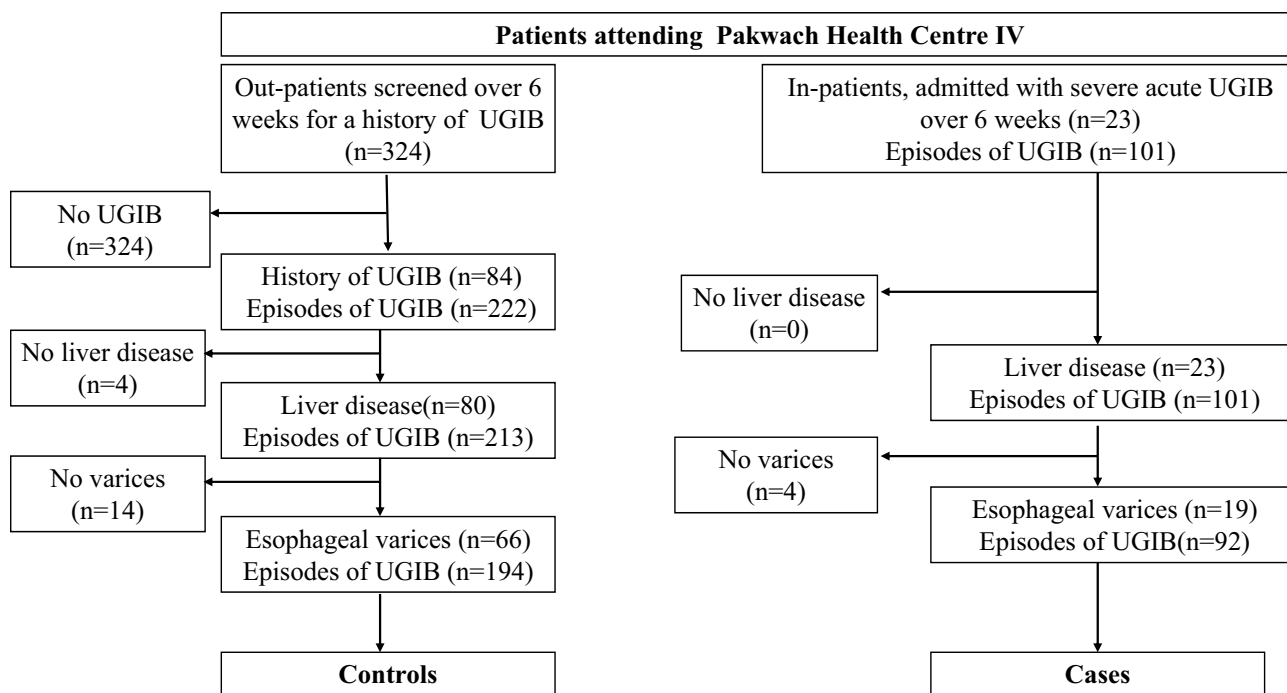 Patients attending Pakwach Health Centre IV
Out-patients screened over 6
weeks for a history of UGIB
(n=324)
No UGIB
(n=324)
History of UGIB (n=84)
Episodes of UGIB (n=222)
No liver disease
(n=4)
Liver disease(n=80)
Episodes of UGIB (n=213)
No varices
(n=14)
Esophageal varices (n=66)
Episodes of UGIB (n=194)
Controls
In-patients, admitted with severe acute UGIB
over 6 weeks (n=23)
Episodes of UGIB (n=101)
No liver disease
(n=0)
Liver disease (n=23)
Episodes of UGIB (n=101)
No varices
(n=4)
Esophageal varices (n=19)
Episodes of UGIB(n=92)
Cases